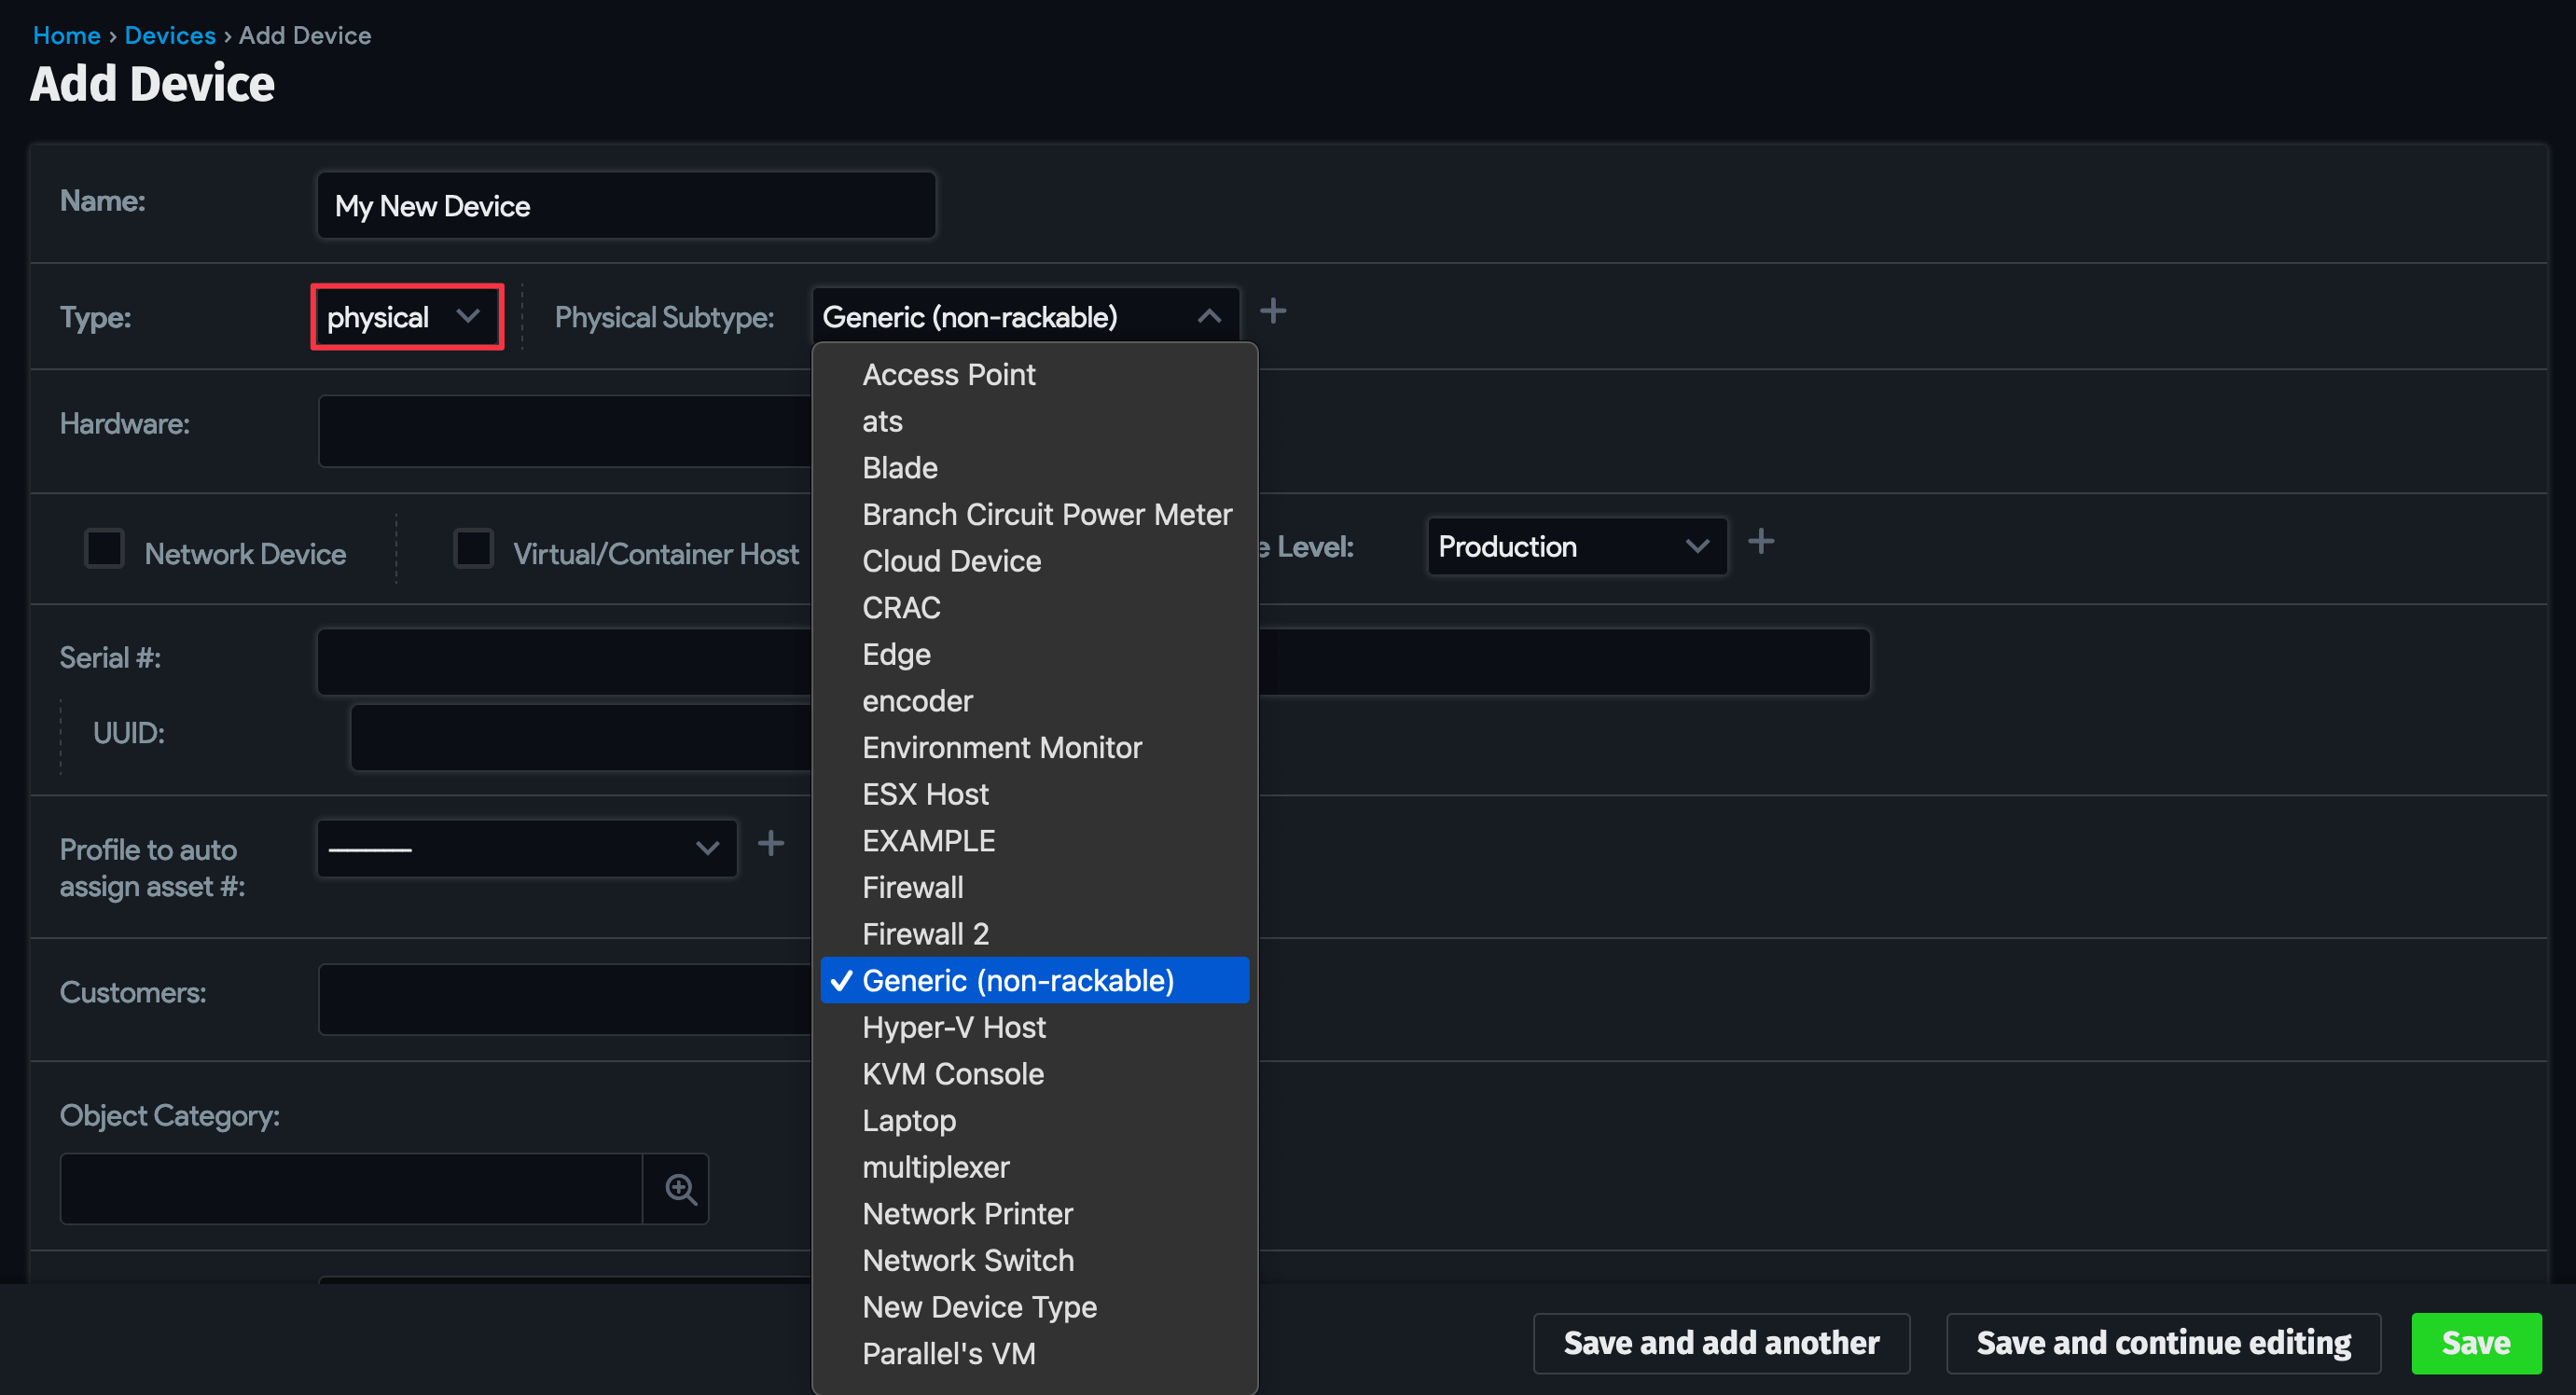 Home › Devices › Add Device
Add Device
Name: My New Device
Type: physical Physical Subtype: Generic (non-rackable)
Access Point
ats
Blade
Branch Circuit Power Meter
Cloud Device
CRAC
Edge
encoder
Environment Monitor
ESX Host
EXAMPLE
Firewall
Firewall 2
Generic (non-rackable)
Hyper-V Host
KVM Console
Laptop
multiplexer
Network Printer
Network Switch
New Device Type
Parallel's VM
Hardware:
Network Device Virtual/Container Host e Level: Production
Serial #:
UUID:
Profile to auto
assign asset #:
Customers:
Object Category:
Save and add another Save and continue editing Save